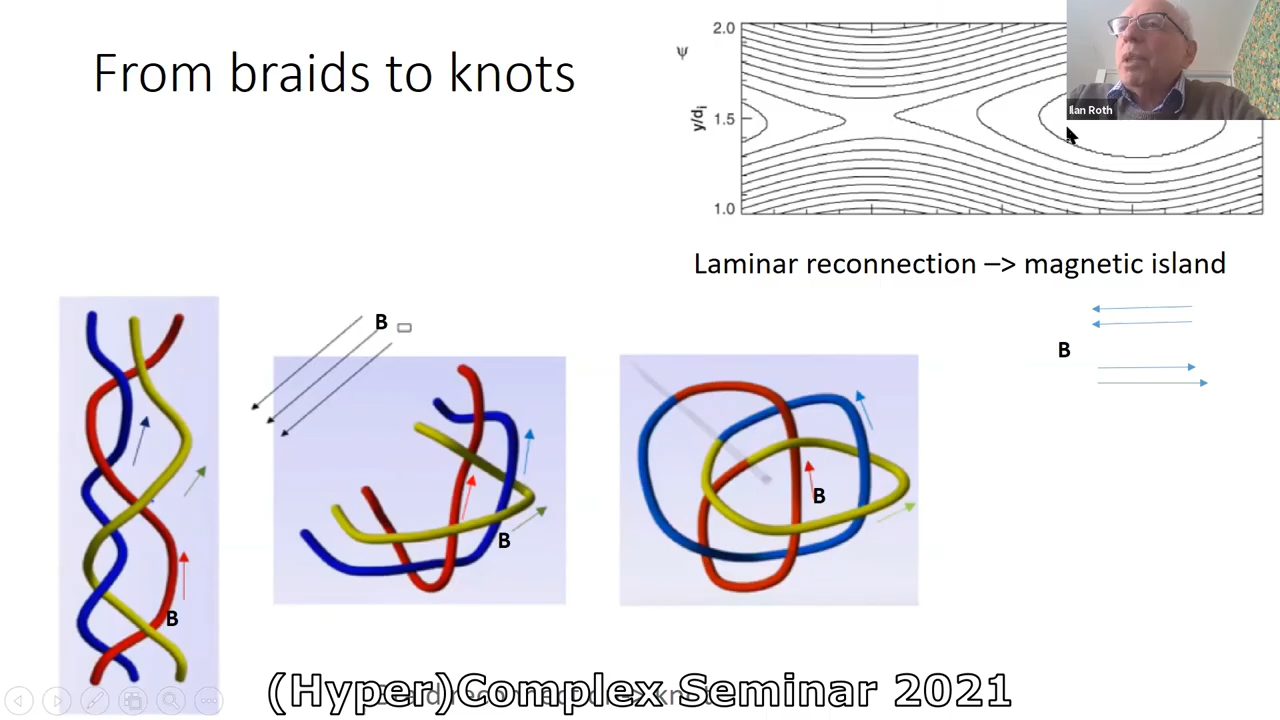 From braids to knots
ψ
2.0
y/di
1.5
1.0
Ilan Roth
Laminar reconnection –> magnetic island
B
B
B
B
B
(Hyper)Complex Seminar 2021